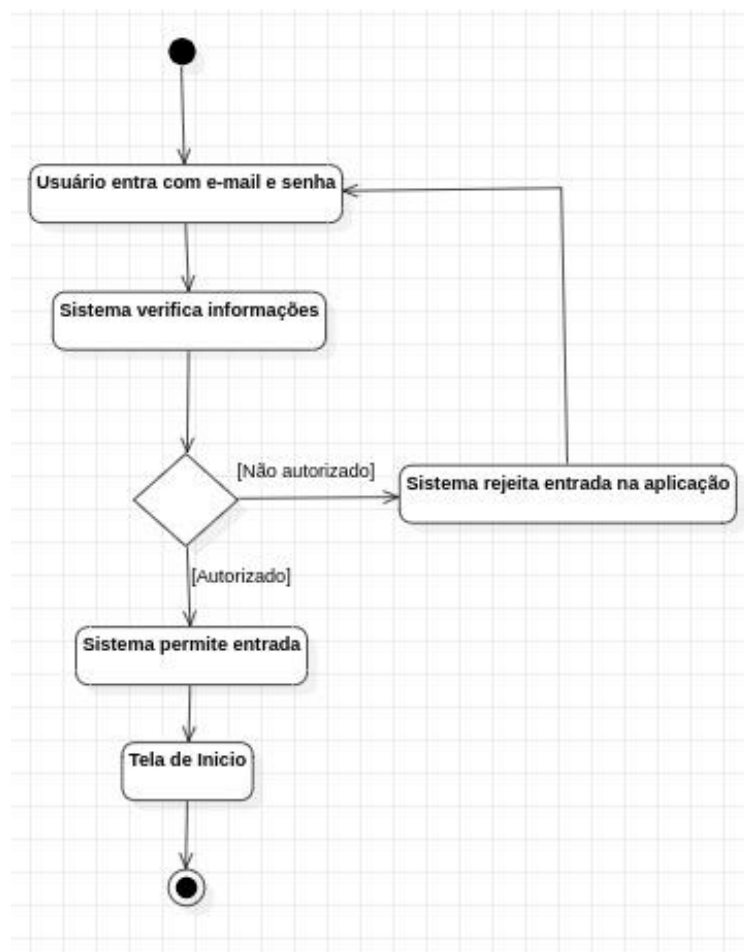 Usuário entra com e-mail e senha
Sistema verifica informações
[Não autorizado]
Sistema rejeita entrada na aplicação
[Autorizado]
Sistema permite entrada
Tela de Inicio